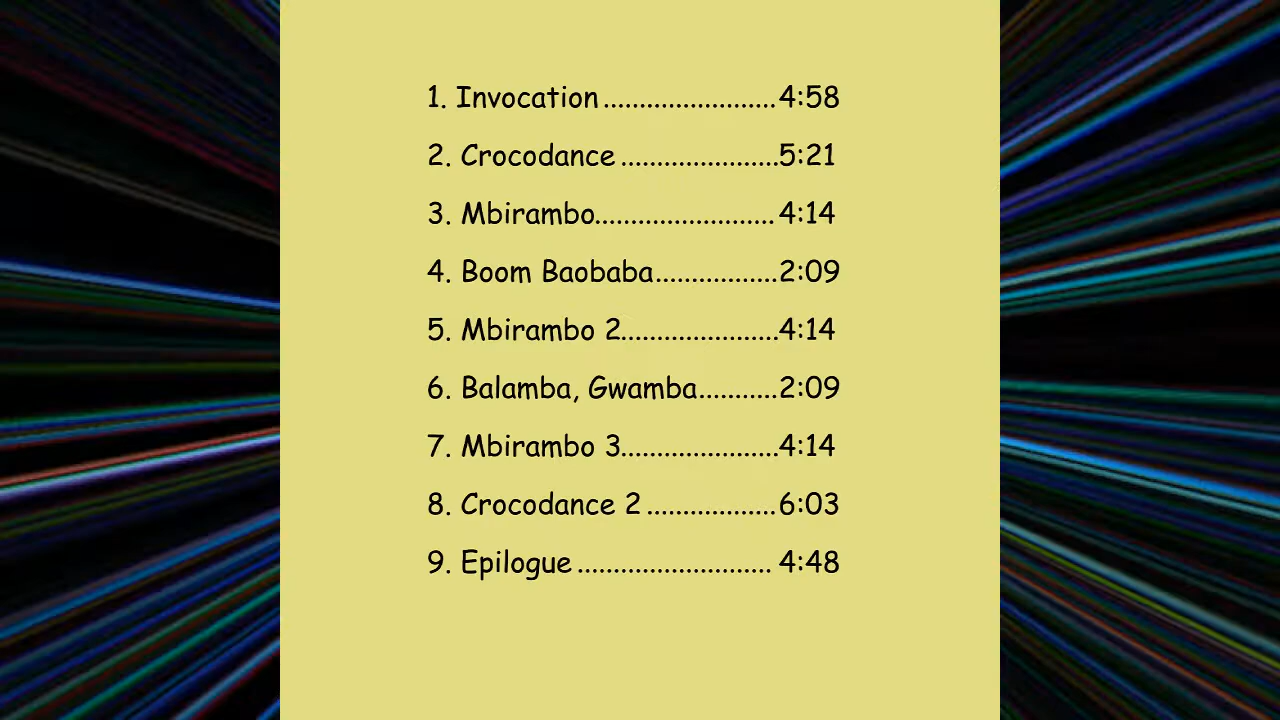 1. Invocation........................4:58
2. Crocodance......................5:21
3. Mbirambo.........................4:14
4. Boom Baobaba.................2:09
5. Mbirambo 2......................4:14
6. Balamba, Gwamba...........2:09
7. Mbirambo 3......................4:14
8. Crocodance 2..................6:03
9. Epilogue........................... 4:48